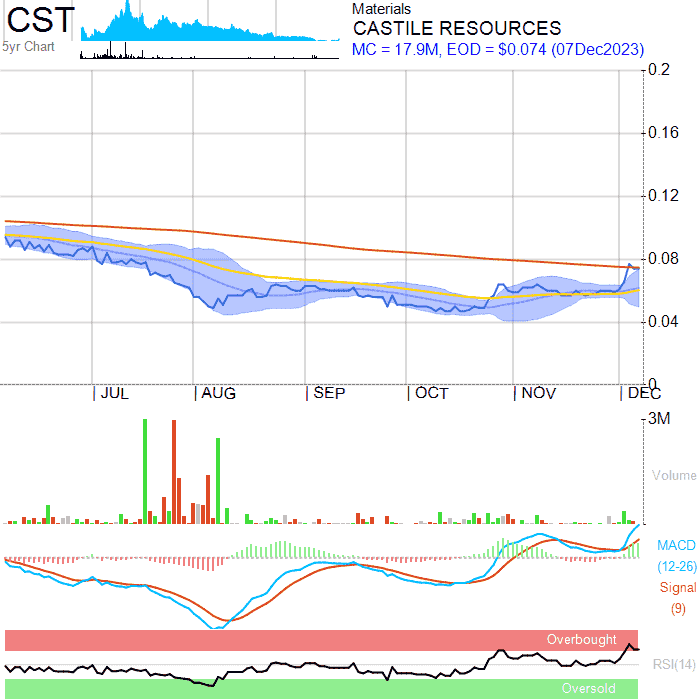 CST
5yr Chart
Materials
CASTILE RESOURCES
MC = 17.9M, EOD = $0.074 (07Dec2023)
0.2
0.16
0.12
0.08
0.04
0
JUL
AUG
SEP
OCT
NOV
DEC
3M
Volume
MACD
(12-26)
Signal
(9)
Overbought
RSI(14)
Oversold